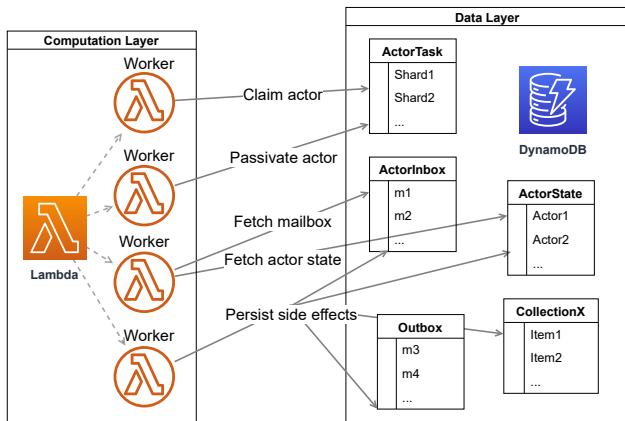 Computation Layer
Worker
Worker
Worker
Worker
Lambda
Claim actor
Passivate actor
Fetch mailbox
Fetch actor state
Persist side effects
Data Layer
ActorTask
Shard1
Shard2
...
DynamoDB
ActorInbox
m1
m2
...
ActorState
Actor1
Actor2
...
Outbox
m3
m4
...
CollectionX
Item1
Item2
...